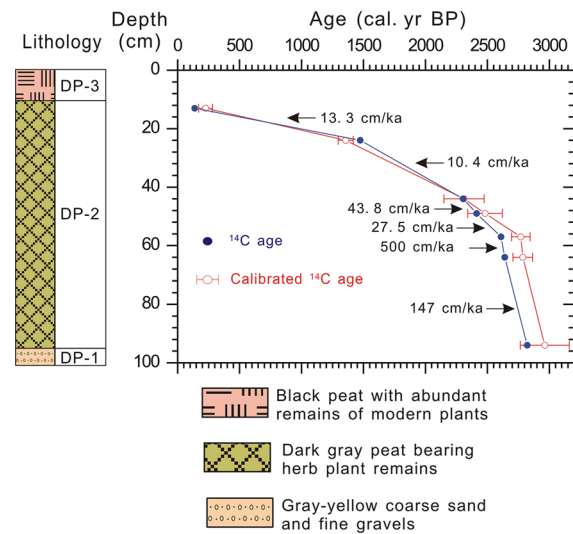 Depth
(cm)
Age (cal. yr BP)
Lithology
0 500 1000 1500 2000 2500 3000
0
20
40
60
80
100
DP-3
DP-2
DP-1
13. 3 cm/ka
10. 4 cm/ka
43. 8 cm/ka
27. 5 cm/ka
500 cm/ka
147 cm/ka
¹⁴C age
Calibrated ¹⁴C age
Black peat with abundant
remains of modern plants
Dark gray peat bearing
herb plant remains
Gray-yellow coarse sand
and fine gravels